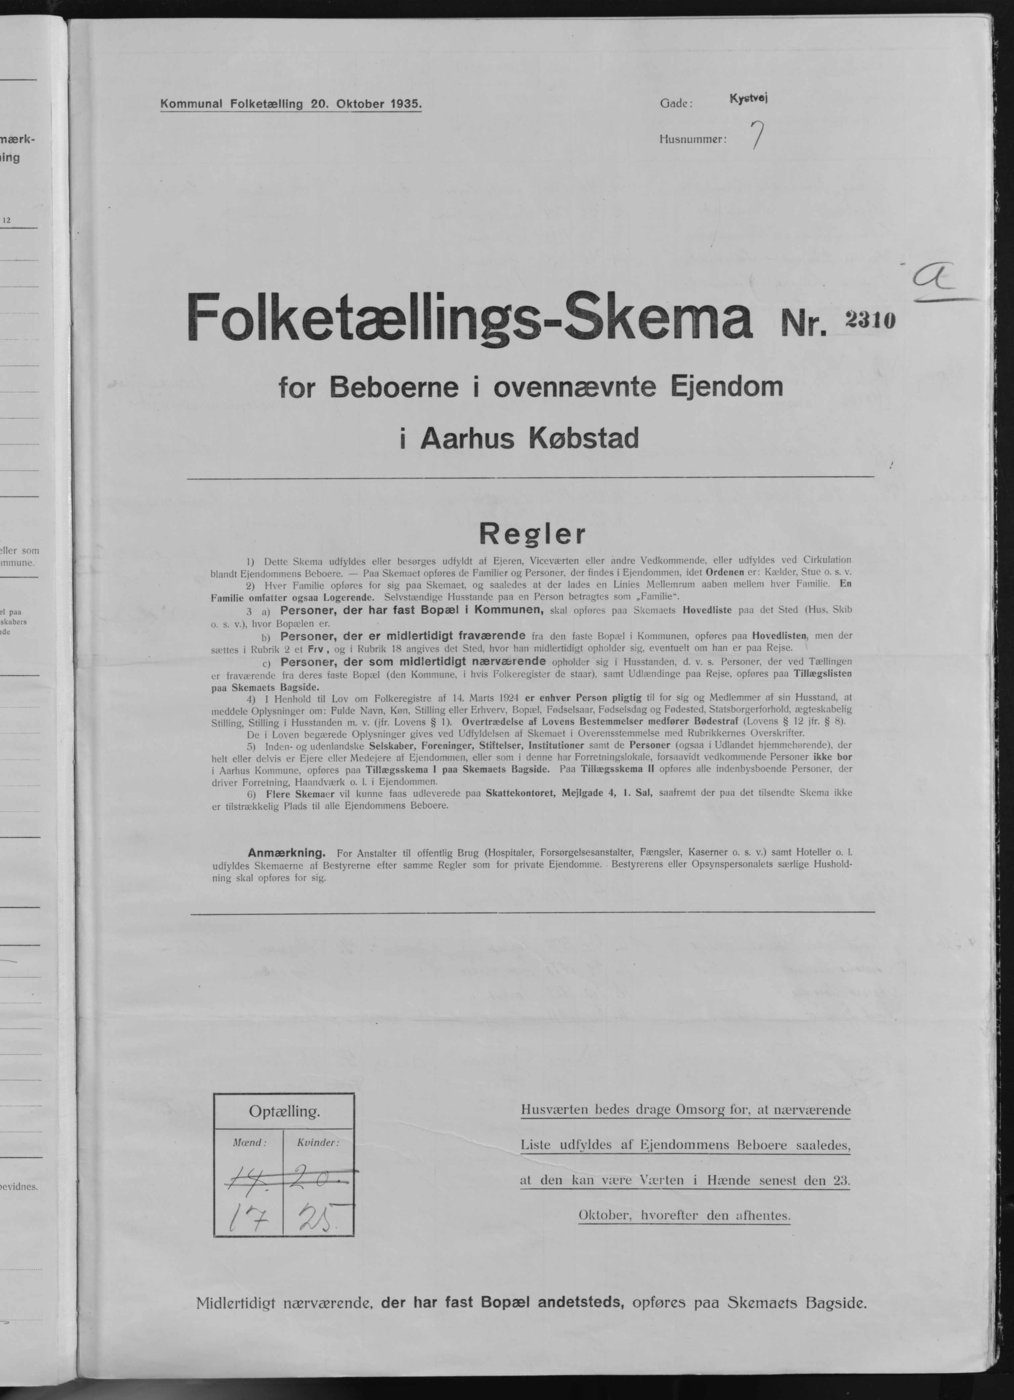 mærk-
ning
12
eller som
mmune.
el paa
skabers
evidnes.
Kommunal Folketælling 20. Oktober 1935.
Gade: Kystvej
Husnummer: 7
a
Folketællings-Skema Nr. 2310
for Beboerne i ovennævnte Ejendom
i Aarhus Købstad
Regler
1) Dette Skema udfyldes eller besørges udfyldt af Ejeren, Viceværten eller andre Vedkommende, eller udfyldes ved Cirkulation
blandt Ejendommens Beboere. — Paa Skemaet opføres de Familier og Personer, der findes i Ejendommen, idet Ordenen er: Kælder, Stue o. s. v.
2) Hver Familie opføres for sig paa Skemaet, og saaledes at der lades en Linies Mellemrum aaben mellem hver Familie. En
Familie omfatter ogsaa Logerende. Selvstændige Husstande paa en Person betragtes som „Familie".
3 a) Personer, der har fast Bopæl i Kommunen, skal opføres paa Skemaets Hovedliste paa det Sted (Hus, Skib
o. s. v.), hvor Bopælen er.
b) Personer, der er midlertidigt fraværende fra den faste Bopæl i Kommunen, opføres paa Hovedlisten, men der
sættes i Rubrik 2 et Frv., og i Rubrik 18 angives det Sted, hvor han midlertidigt opholder sig, eventuelt om han er paa Rejse.
c) Personer, der som midlertidigt nærværende opholder sig i Husstanden, d. v. s. Personer, der ved Tællingen
er fraværende fra deres faste Bopæl (den Kommune, i hvis Folkeregister de staar), samt Udlændinge paa Rejse, opføres paa Tillægslisten
paa Skemaets Bagside.
4) I Henhold til Lov om Folkeregistre af 14. Marts 1924 er enhver Person pligtig til for sig og Medlemmer af sin Husstand, at
meddele Oplysninger om: Fulde Navn, Køn, Stilling eller Erhverv, Bopæl, Fødselsaar, Fødselsdag og Fødested, Statsborgerforhold, ægteskabelig
Stilling, Stilling i Husstanden m. v. (jfr. Lovens § 1). Overtrædelse af Lovens Bestemmelser medfører Bødestraf (Lovens § 12 jfr. § 8).
De i Loven begærede Oplysninger gives ved Udfyldelsen af Skemaet i Overensstemmelse med Rubrikkernes Overskrifter.
5) Inden- og udenlandske Selskaber, Foreninger, Stiftelser, Institutioner samt de Personer (ogsaa i Udlandet hjemmehørende), der
helt eller delvis er Ejere eller Medejere af Ejendommen, eller som i denne har Forretningslokale, forsaavidt vedkommende Personer ikke bor
i Aarhus Kommune, opføres paa Tillægsskema I paa Skemaets Bagside. Paa Tillægsskema II opføres alle indenbysboende Personer, der
driver Forretning, Haandværk o. l. i Ejendommen.
6) Flere Skemaer vil kunne faas udleverede paa Skattekontoret, Mejlgade 4, 1. Sal, saafremt der paa det tilsendte Skema ikke
er tilstrækkelig Plads til alle Ejendommens Beboere.
Anmærkning. For Anstalter til offentlig Brug (Hospitaler, Forsørgelsesanstalter, Fængsler, Kaserner o. s. v.) samt Hoteller o. l.
udfyldes Skemaerne af Bestyrerne efter samme Regler som for private Ejendomme. Bestyrerens eller Opsynspersonalets særlige Hushold-
ning skal opføres for sig.
Optælling.
Mænd: Kvinder:
14. 20.
17 25
Husværten bedes drage Omsorg for, at nærværende
Liste udfyldes af Ejendommens Beboere saaledes,
at den kan være Værten i Hænde senest den 23.
Oktober, hvorefter den afhentes.
Midlertidigt nærværende, der har fast Bopæl andetsteds, opføres paa Skemaets Bagside.